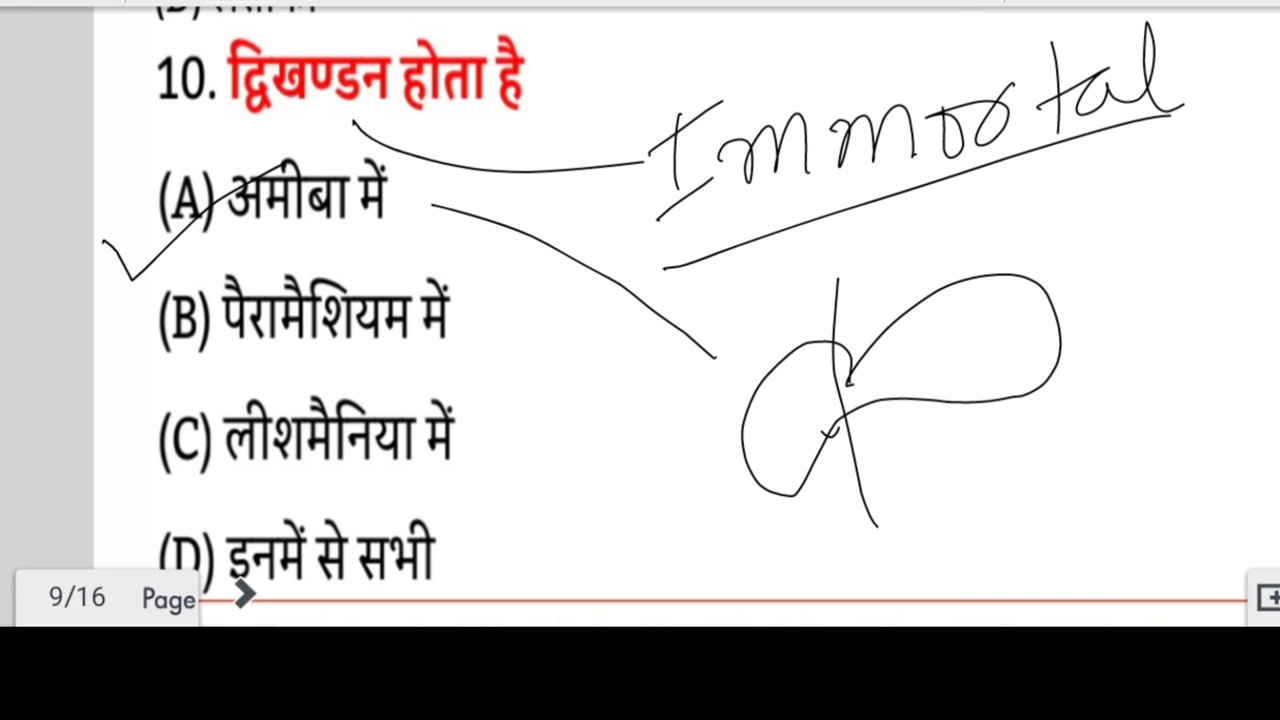 10. द्विखण्डन होता है
Immortal
(A) अमीबा में
(B) पैरामैशियम में
(C) लीशमैनिया में
(D) इनमें से सभी
9/16 Page